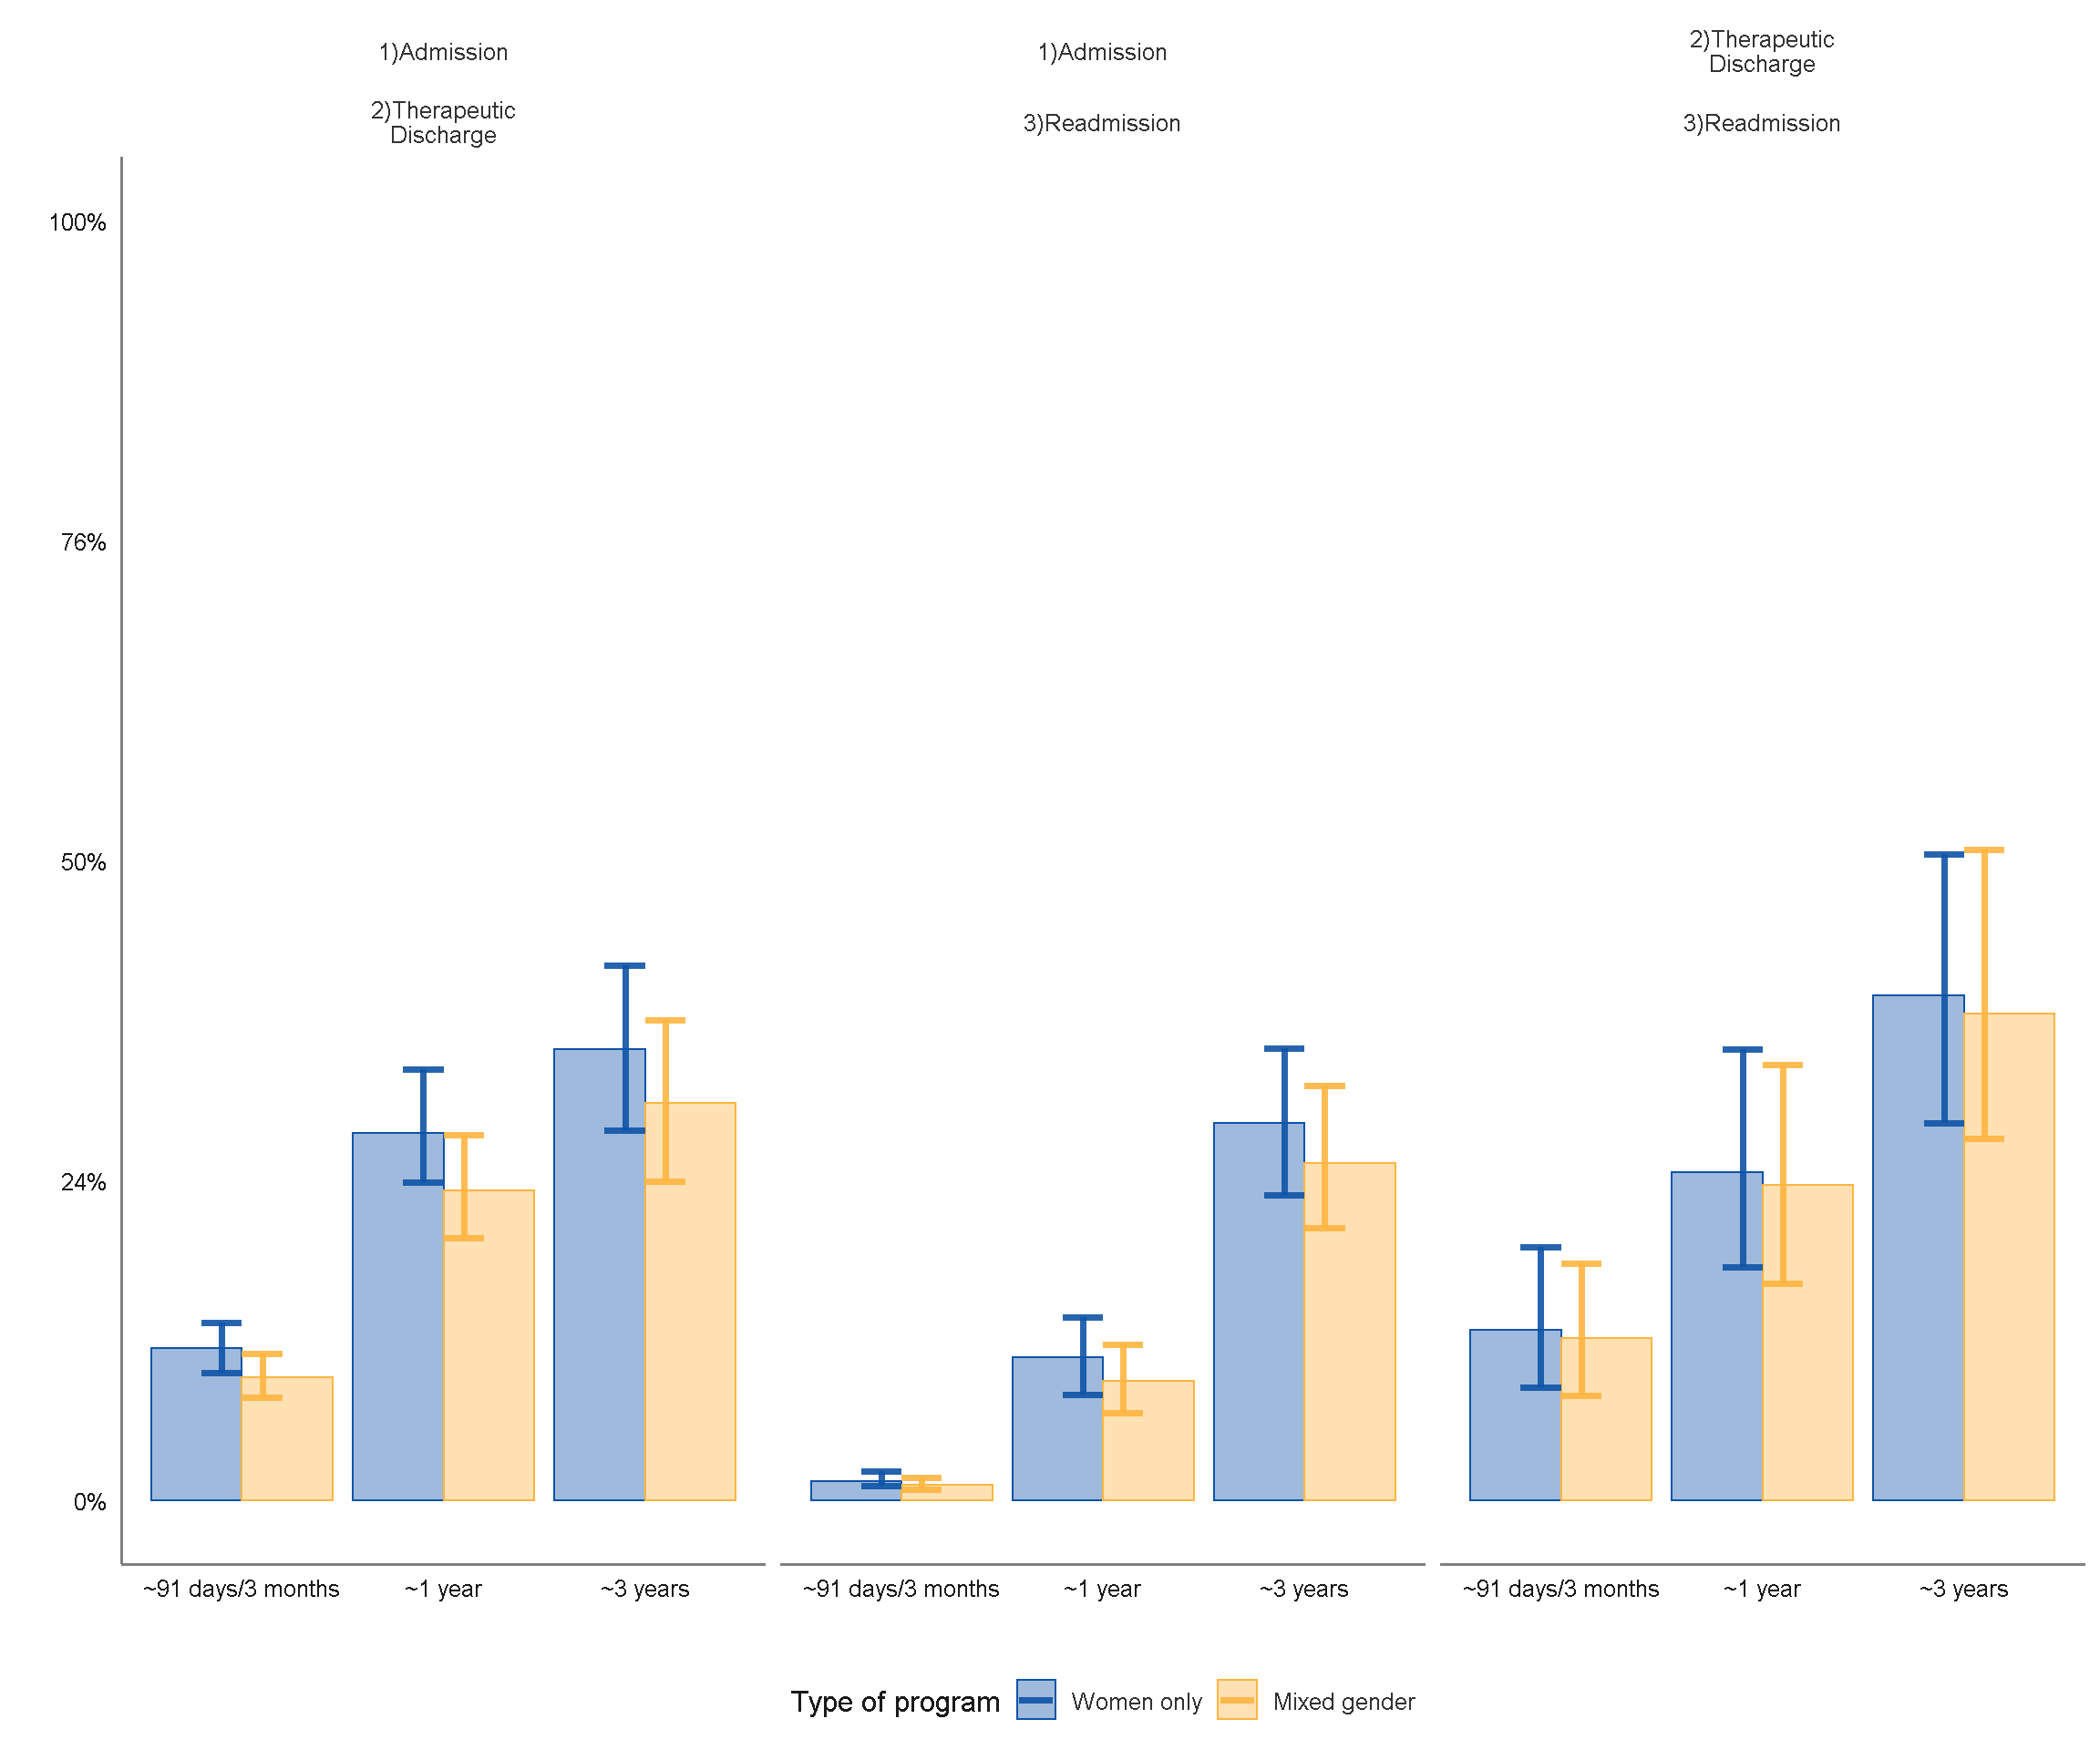 1)Admission
2)Therapeutic
Discharge
1)Admission
3)Readmission
2)Therapeutic
Discharge
3)Readmission
100%
76%
50%
24%
0%
~91 days/3 months ~1 year ~3 years
~91 days/3 months ~1 year ~3 years
~91 days/3 months ~1 year ~3 years
Type of program Women only Mixed gender